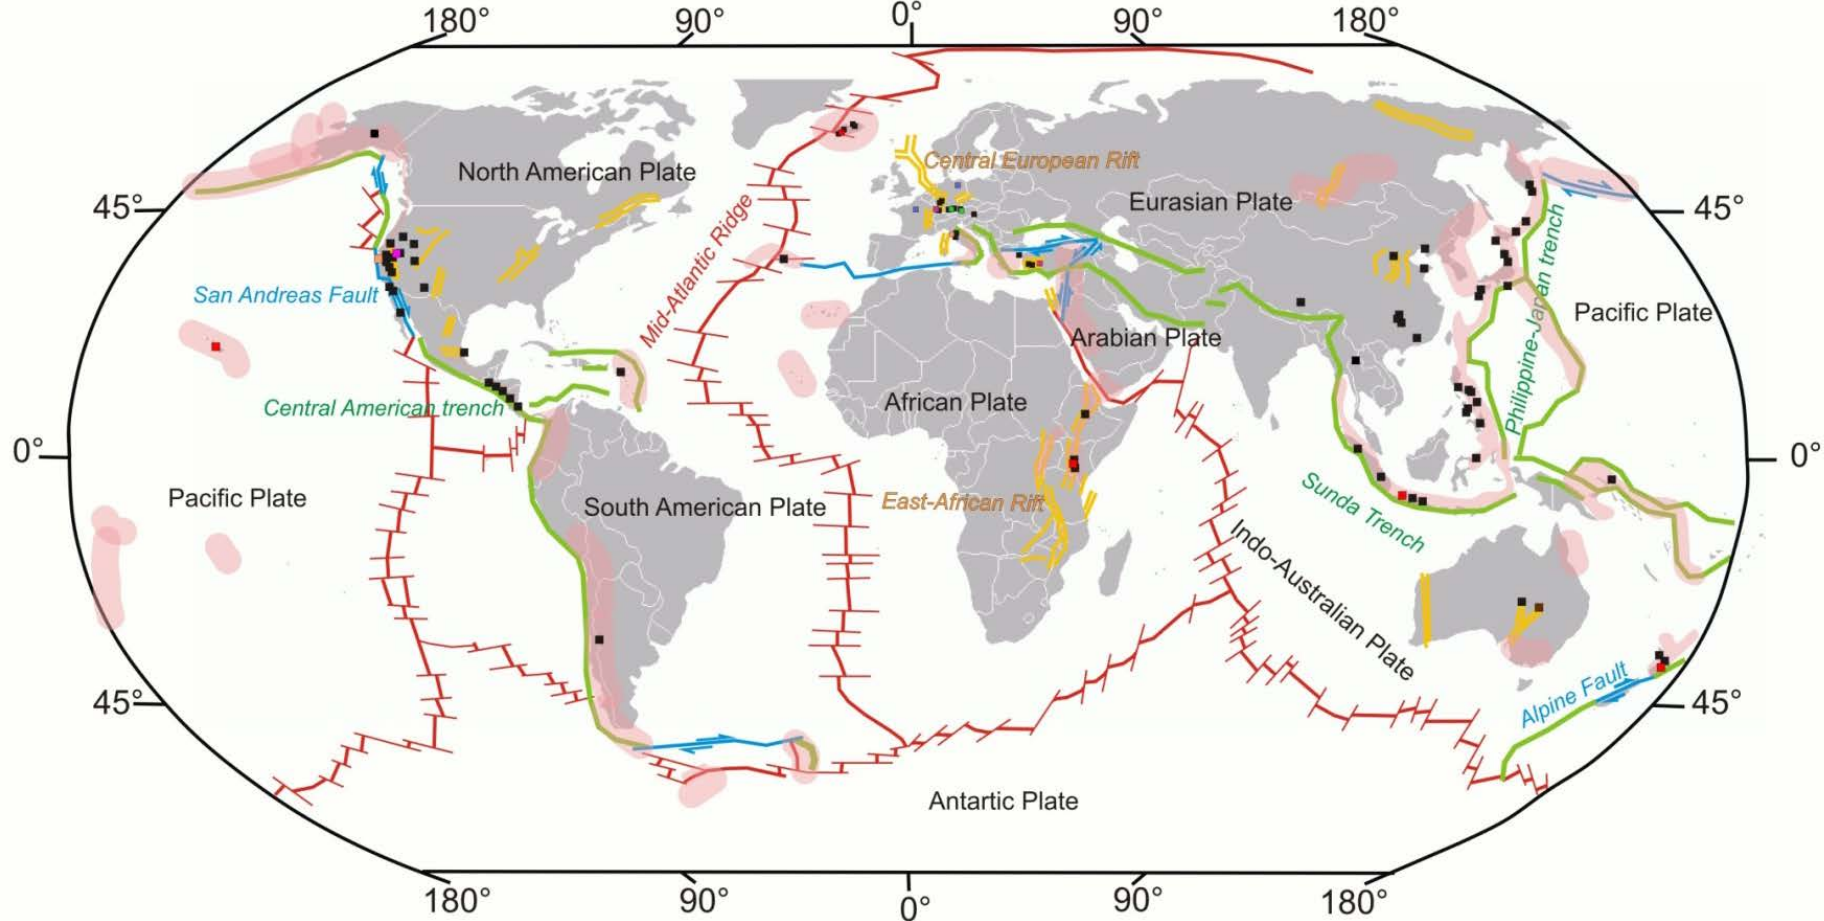 180°
90°
0°
90°
180°
Central European Rift
North American Plate
Eurasian Plate
45°
45°
Mid-Atlantic Ridge
San Andreas Fault
Philippine-Japan trench
Pacific Plate
Arabian Plate
Central American trench
African Plate
0°
0°
Pacific Plate
South American Plate
East-African Rift
Sunda Trench
Indo-Australian Plate
45°
Alpine Fault
45°
Antartic Plate
180°
90°
0°
90°
180°